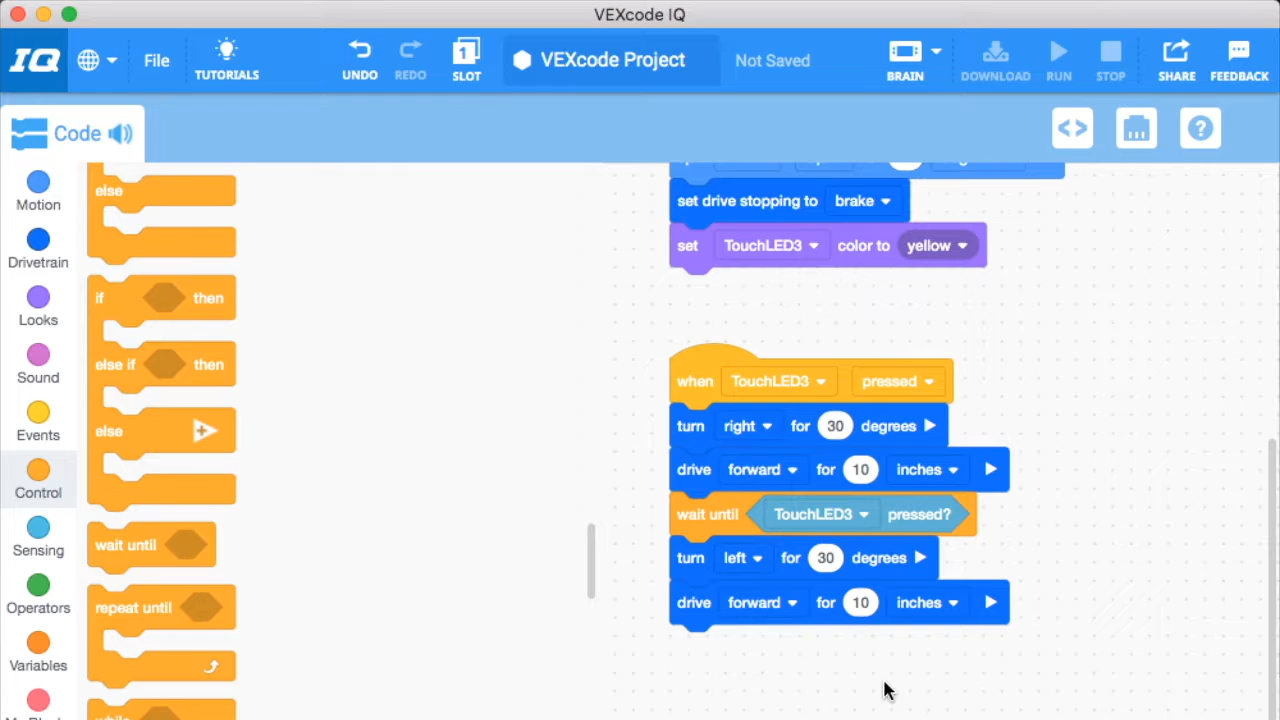 VEXcode IQ
IQ File TUTORIALS UNDO REDO 1 SLOT VEXcode Project Not Saved BRAIN DOWNLOAD RUN STOP SHARE FEEDBACK
Code
Motion
Drivetrain
Looks
Sound
Events
Control
Sensing
Operators
Variables
else
if then
else if then
else
wait until
repeat until
set drive stopping to brake
set TouchLED3 color to yellow
when TouchLED3 pressed
turn right for 30 degrees
drive forward for 10 inches
wait until TouchLED3 pressed?
turn left for 30 degrees
drive forward for 10 inches